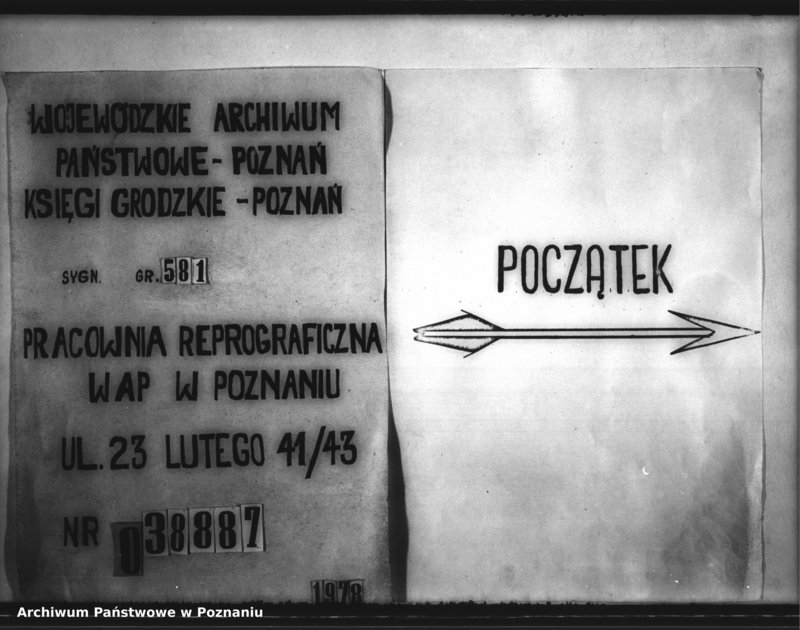 WOJEWÓDZKIE ARCHIWUM
PAŃSTWOWE - POZNAŃ
KSIĘGI GRODZKIE - POZNAŃ
SYGN. GR. 581
PRACOWNIA REPROGRAFICZNA
WAP W POZNANIU
UL. 23 LUTEGO 41/43
NR 038887
1978
POCZĄTEK
Archiwum Państwowe w Poznaniu